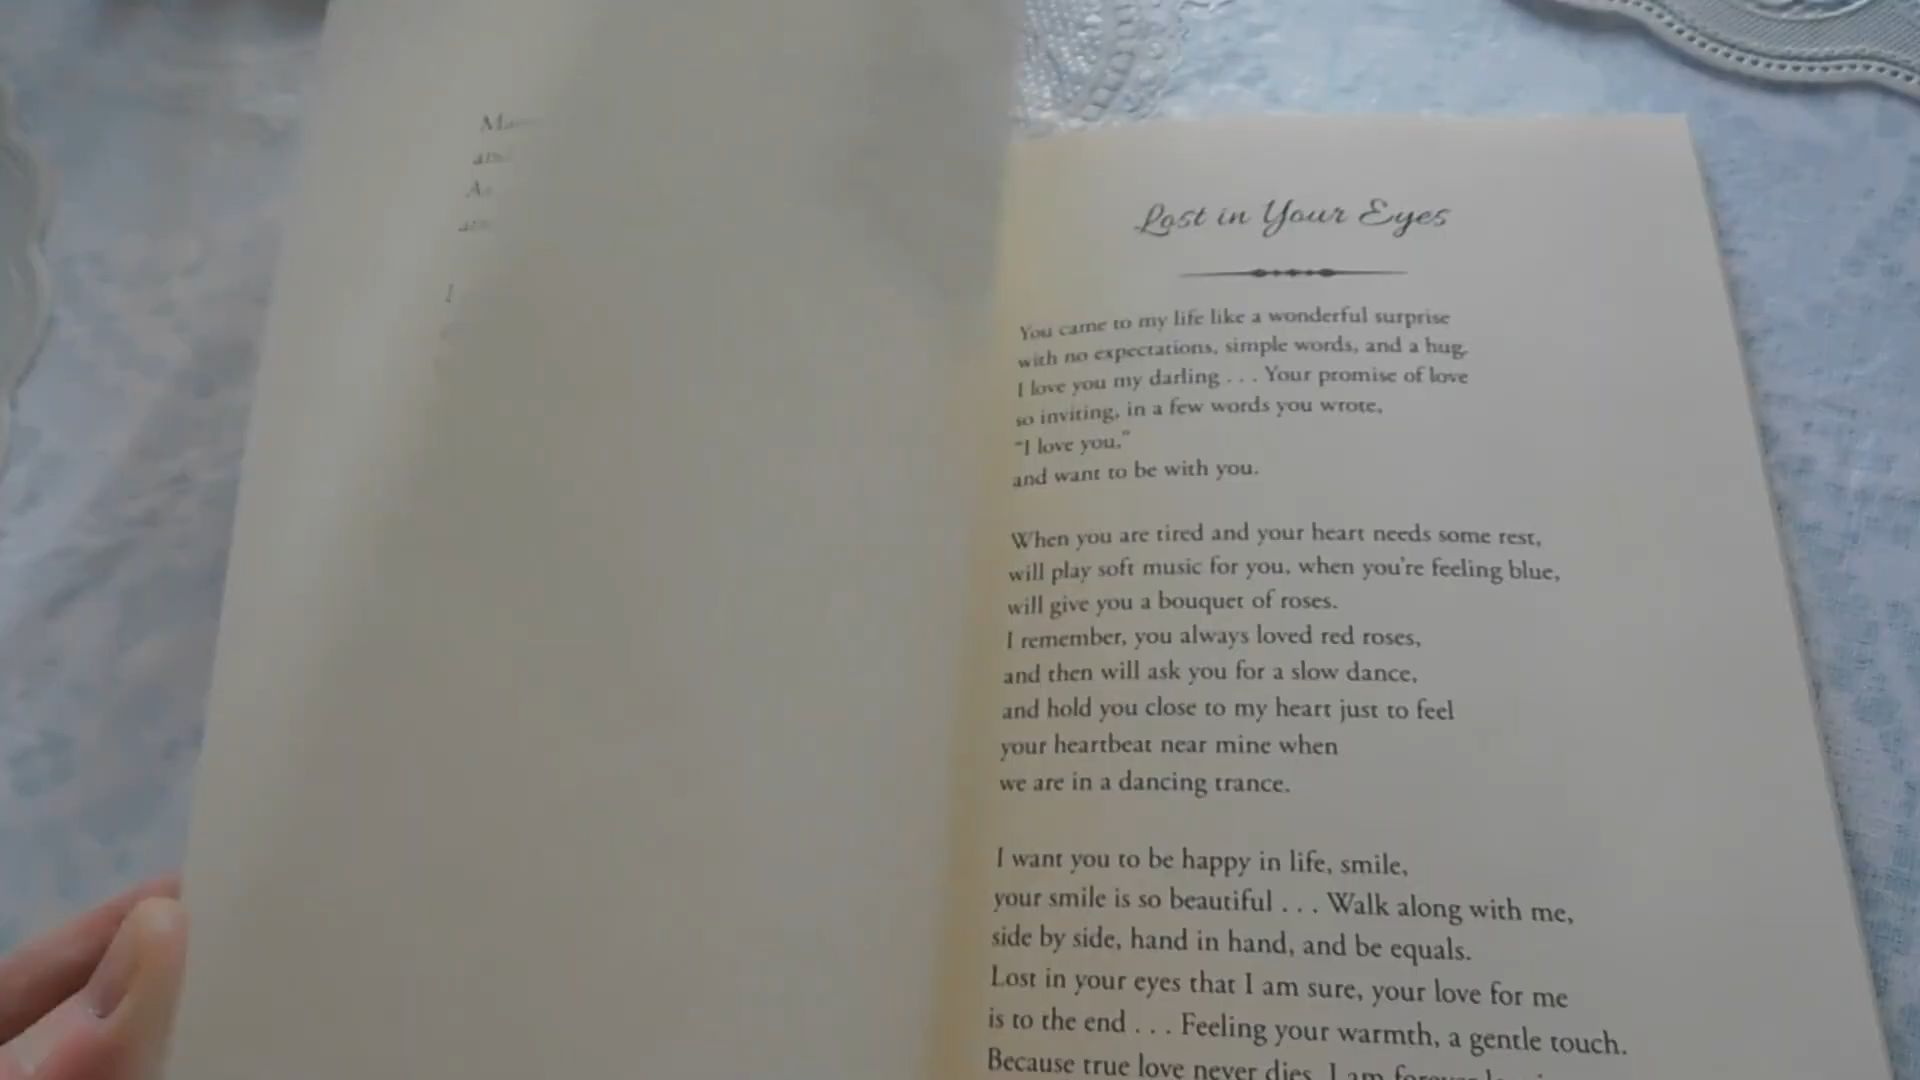 Lost in Your Eyes
You came to my life like a wonderful surprise
with no expectations, simple words, and a hug.
I love you my darling . . . Your promise of love
so inviting, in a few words you wrote,
“I love you.”
and want to be with you.
When you are tired and your heart needs some rest,
will play soft music for you, when you’re feeling blue,
will give you a bouquet of roses.
I remember, you always loved red roses,
and then will ask you for a slow dance,
and hold you close to my heart just to feel
your heartbeat near mine when
we are in a dancing trance.
I want you to be happy in life, smile,
your smile is so beautiful . . . Walk along with me,
side by side, hand in hand, and be equals.
Lost in your eyes that I am sure, your love for me
is to the end . . . Feeling your warmth, a gentle touch.
Because true love never dies, I am